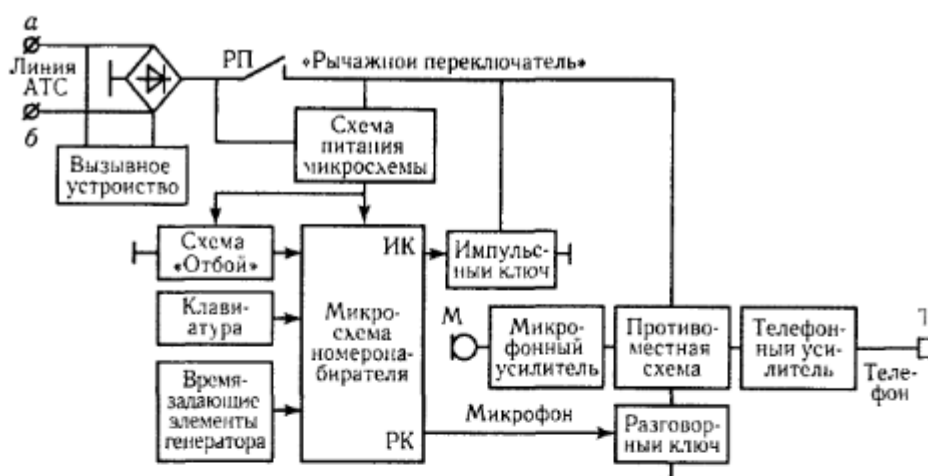 а
Линия
АТС
б
РП
«Рычажной переключатель»
Вызывное
устройство
Схема
питания
микросхемы
Схема
«Отбой»
Клави-
атура
Время-
задающие
элементы
генератора
ИК
Микро-
схема
номерона-
бирателя
РК
Импульс-
ный ключ
М
Микро-
фонный
усилитель
Противо-
местная
схема
Телефон-
ный уси-
литель
Т
Телефон
Микрофон
Разговор-
ный ключ